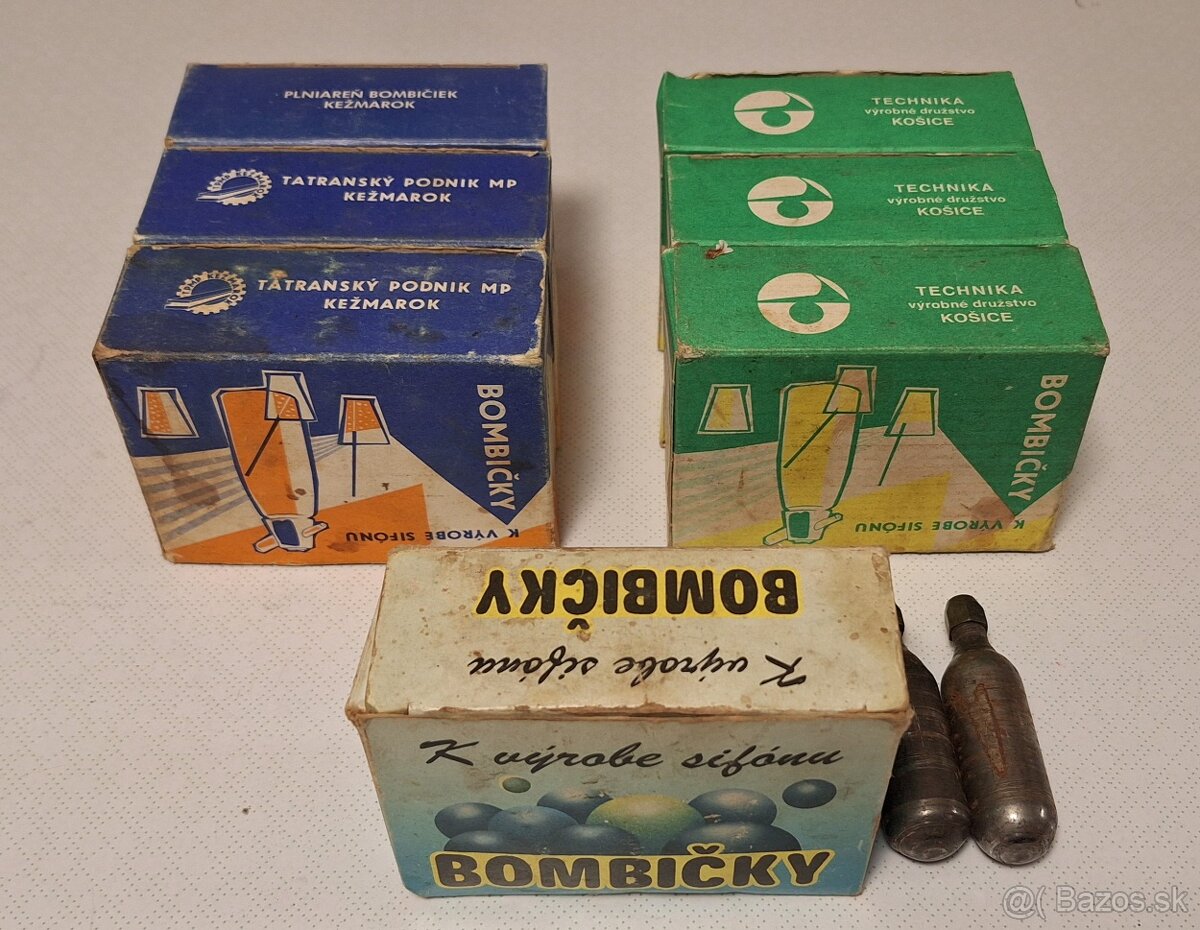 PLNIAREŇ BOMBIČIEK
KEŽMAROK
TATRANSKÝ PODNIK MP
KEŽMAROK
TATRANSKÝ PODNIK MP
KEŽMAROK
BOMBIČKY
K VÝROBE SIFÓNU
TECHNIKA
výrobné družstvo
KOŠICE
TECHNIKA
výrobné družstvo
KOŠICE
TECHNIKA
výrobné družstvo
KOŠICE
BOMBIČKY
K VÝROBE SIFÓNU
BOMBIČKY
K výrobe sifónu
K výrobe sifónu
BOMBIČKY
@( Bazos.sk